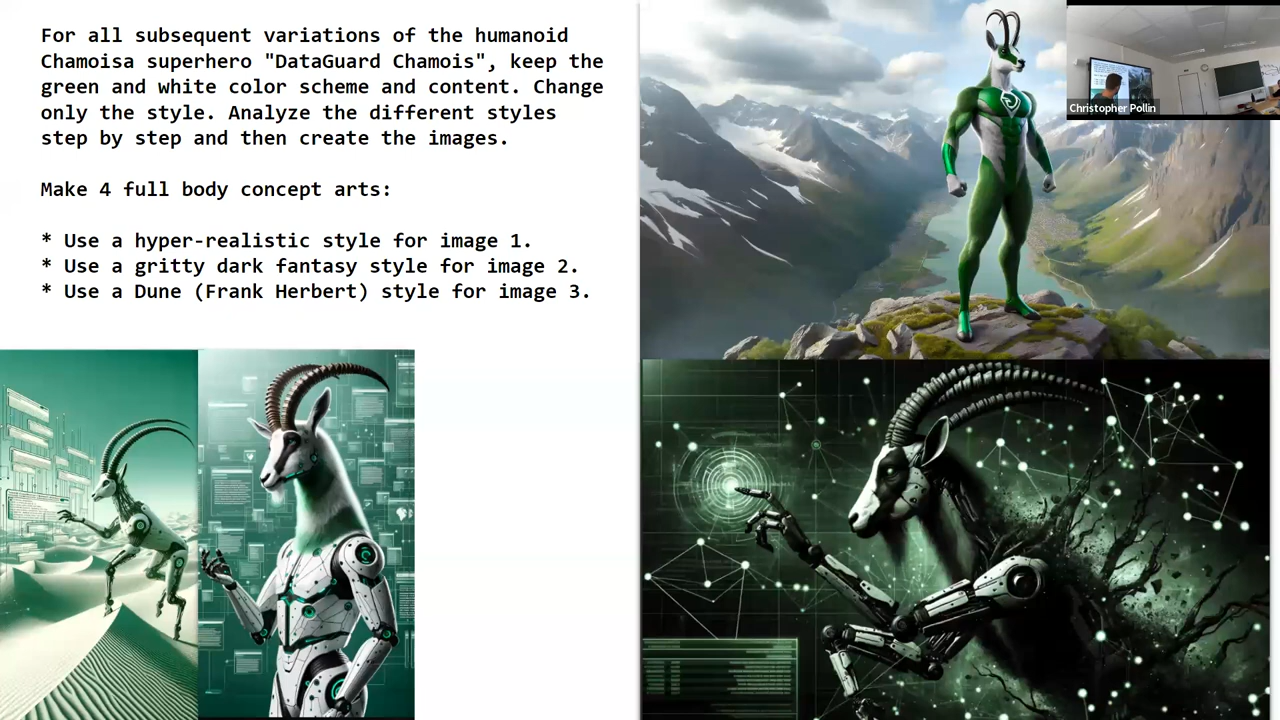 For all subsequent variations of the humanoid
Chamoisa superhero "DataGuard Chamois", keep the
green and white color scheme and content. Change
only the style. Analyze the different styles
step by step and then create the images.
Make 4 full body concept arts:
* Use a hyper-realistic style for image 1.
* Use a gritty dark fantasy style for image 2.
* Use a Dune (Frank Herbert) style for image 3.
Christopher Pollin